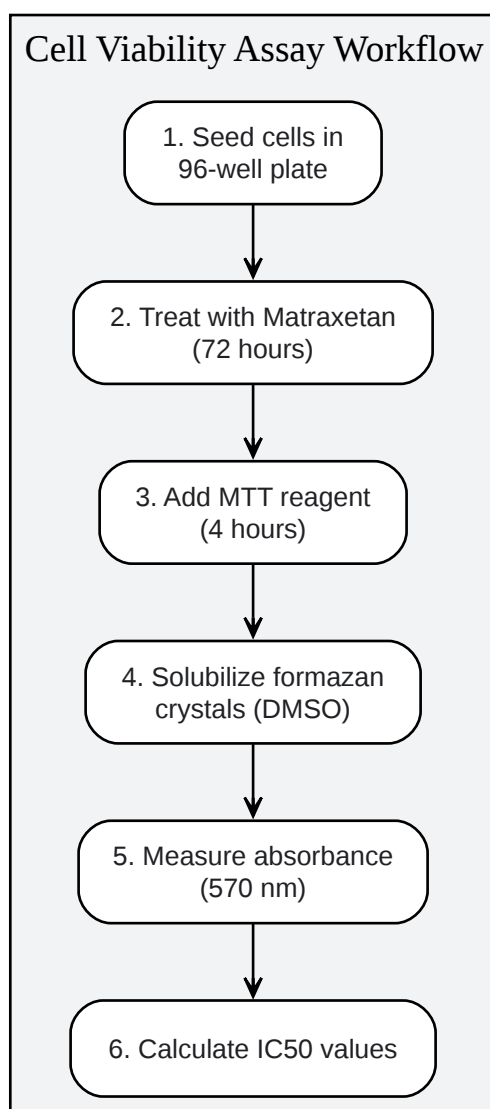 Cell Viability Assay Workflow
1. Seed cells in
96-well plate
2. Treat with Matraxetan
(72 hours)
3. Add MTT reagent
(4 hours)
4. Solubilize formazan
crystals (DMSO)
5. Measure absorbance
(570 nm)
6. Calculate IC50 values